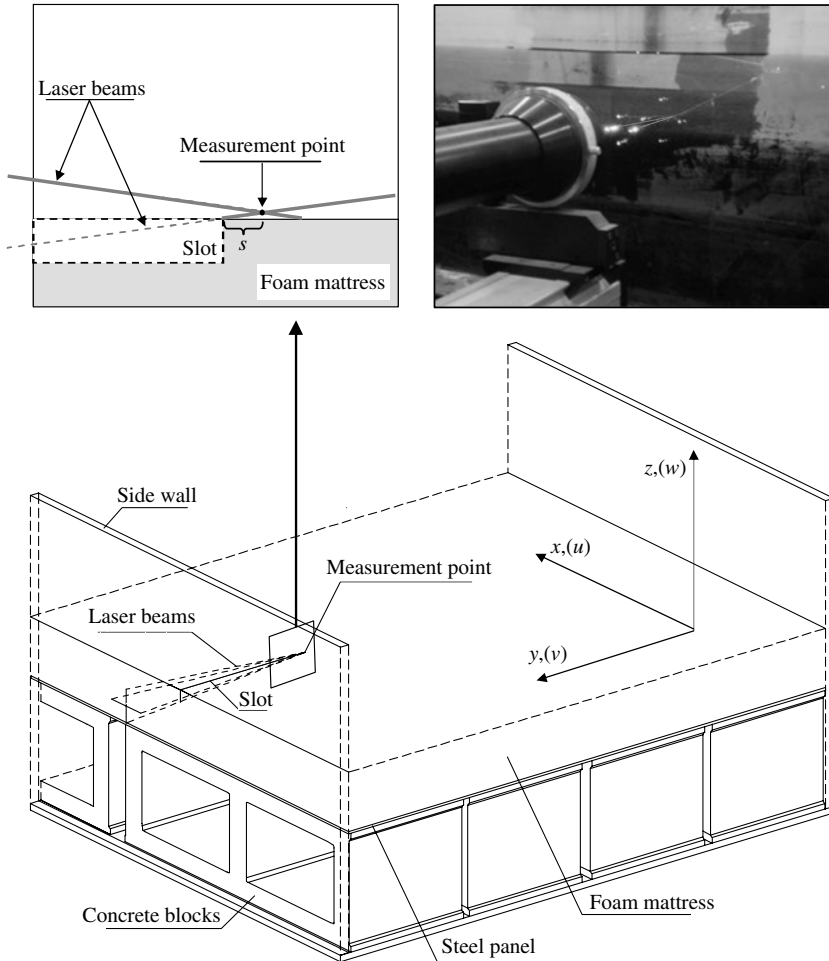 Laser beams
Measurement point
Slot
s
Foam mattress
z,(w)
Side wall
x,(u)
Measurement point
Laser beams
y,(v)
Slot
Foam mattress
Concrete blocks
Steel panel